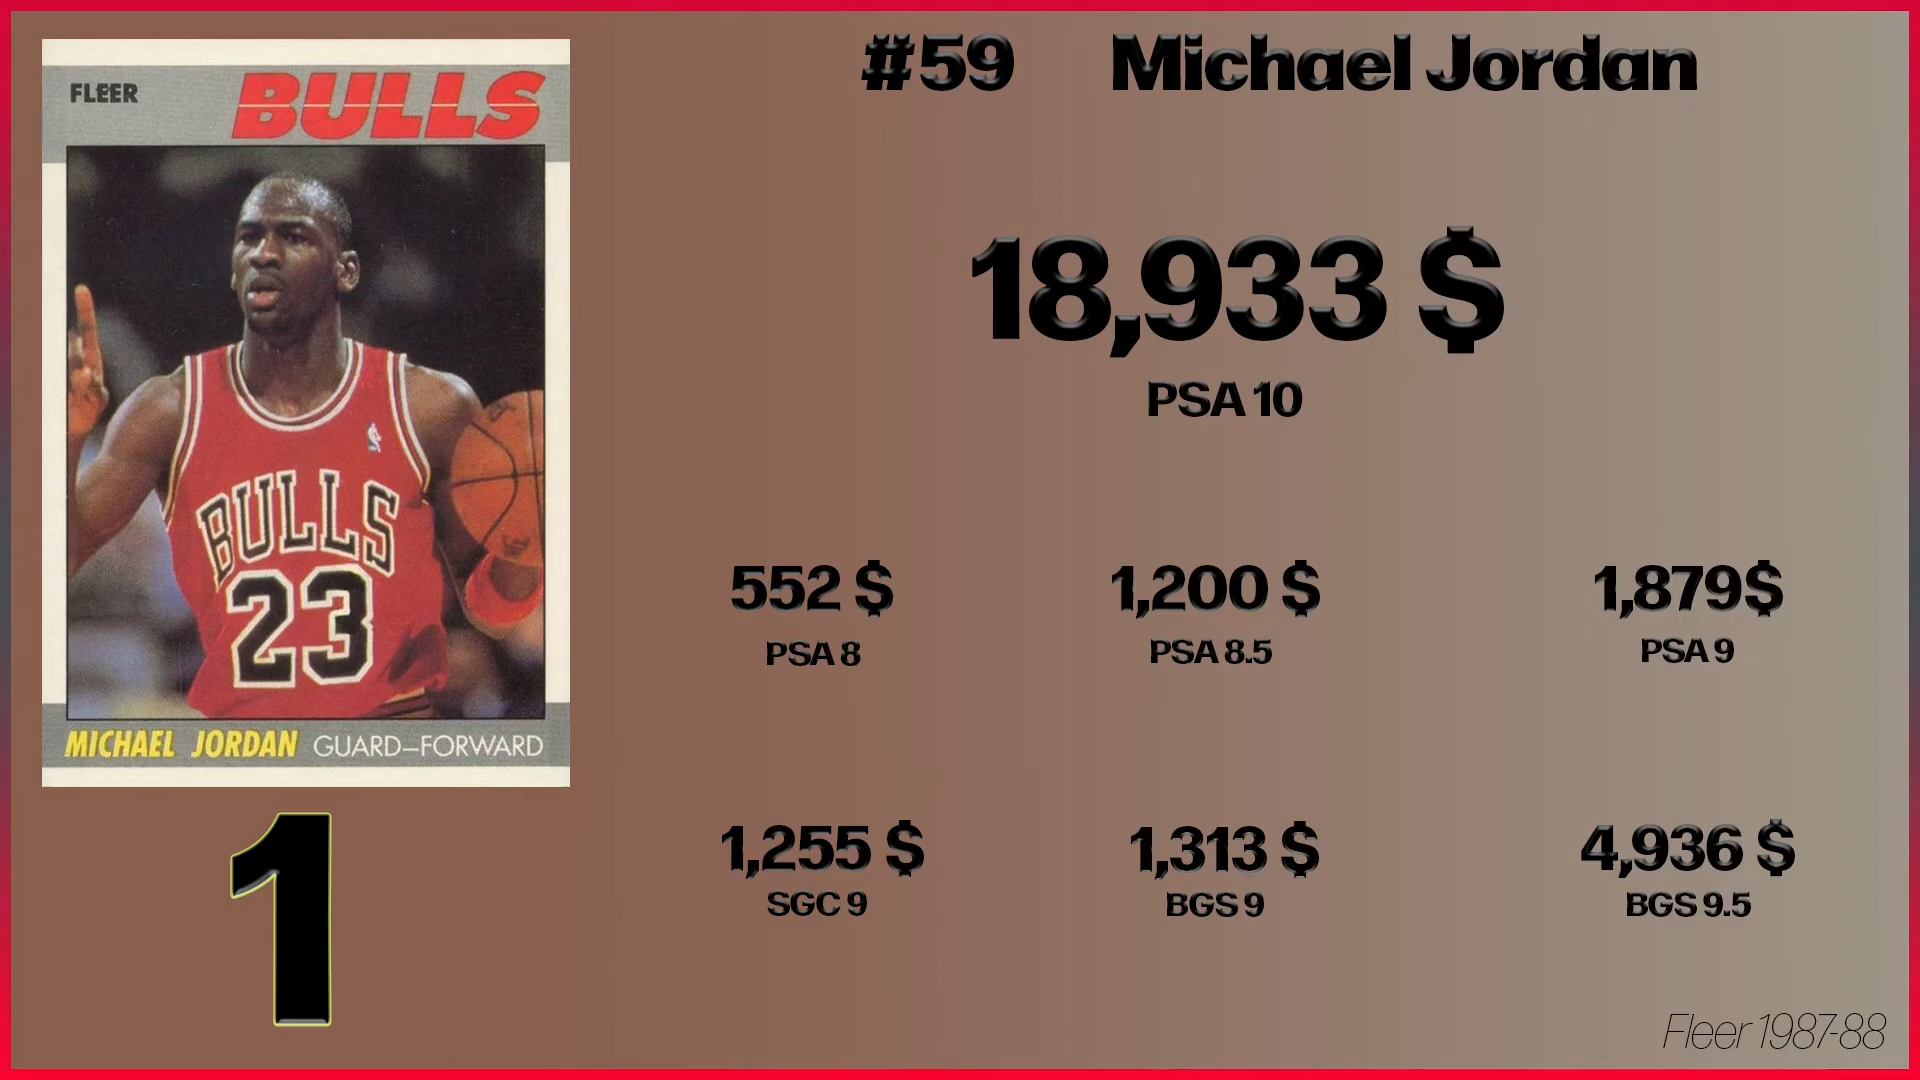 #59 Michael Jordan
FLEER BULLS
BULLS
23
MICHAEL JORDAN GUARD–FORWARD
1
18,933 $
PSA 10
552 $ 1,200 $ 1,879$
PSA 8 PSA 8.5 PSA 9
1,255 $ 1,313 $ 4,936 $
SGC 9 BGS 9 BGS 9.5
Fleer 1987-88